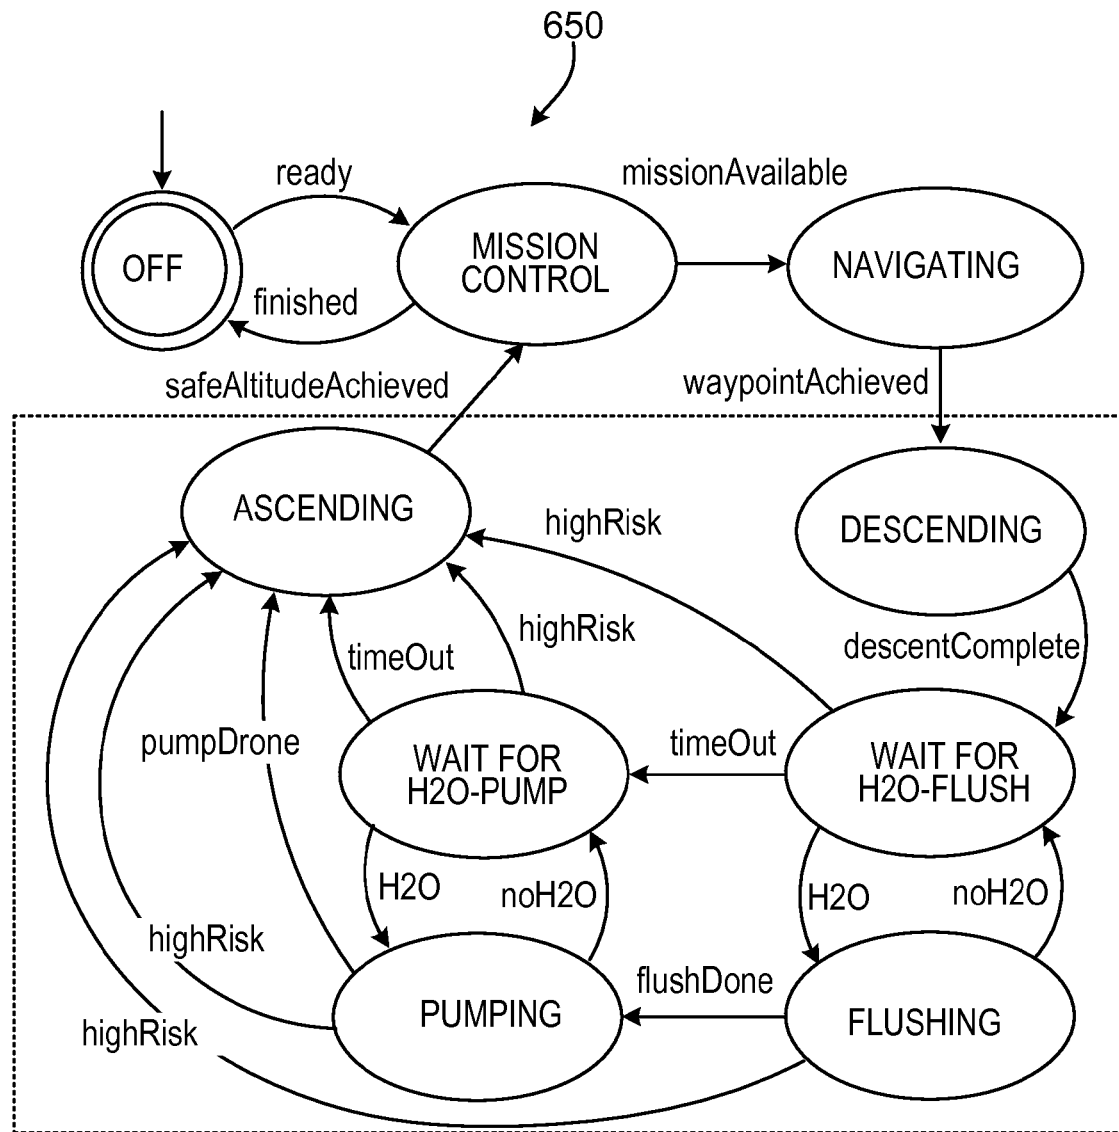 650
ready
missionAvailable
OFF
MISSION
CONTROL
NAVIGATING
finished
safeAltitudeAchieved
waypointAchieved
ASCENDING
highRisk
DESCENDING
highRisk
timeOut
descentComplete
pumpDrone
WAIT FOR
H2O-PUMP
timeOut
WAIT FOR
H2O-FLUSH
H2O
noH2O
H2O
noH2O
highRisk
flushDone
PUMPING
FLUSHING
highRisk